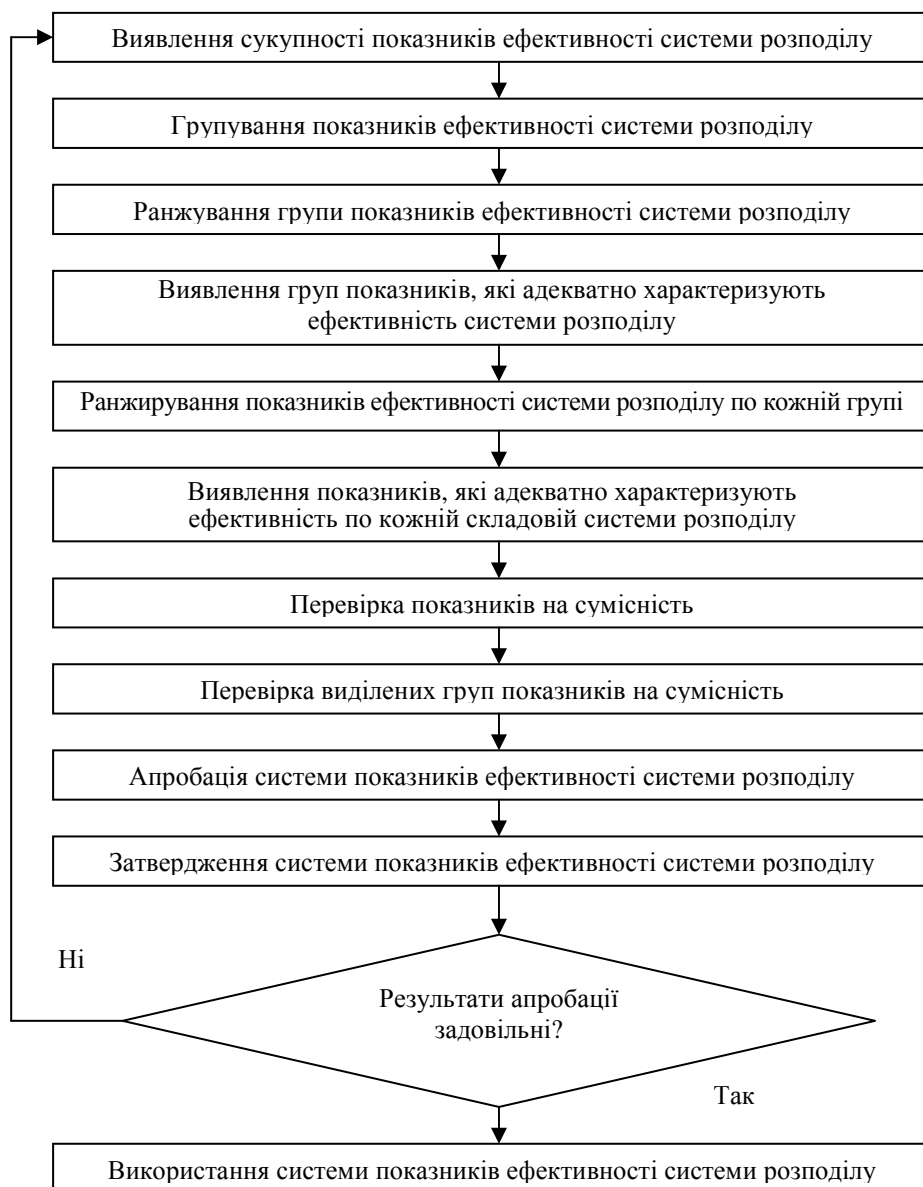 Виявлення сукупності показників ефективності системи розподілу
Групування показників ефективності системи розподілу
Ранжування групи показників ефективності системи розподілу
Виявлення груп показників, які адекватно характеризують
ефективність системи розподілу
Ранжирування показників ефективності системи розподілу по кожній групі
Виявлення показників, які адекватно характеризують
ефективність по кожній складовій системи розподілу
Перевірка показників на сумісність
Перевірка виділених груп показників на сумісність
Апробація системи показників ефективності системи розподілу
Затвердження системи показників ефективності системи розподілу
Ні
Результати апробації
задовільні?
Так
Використання системи показників ефективності системи розподілу